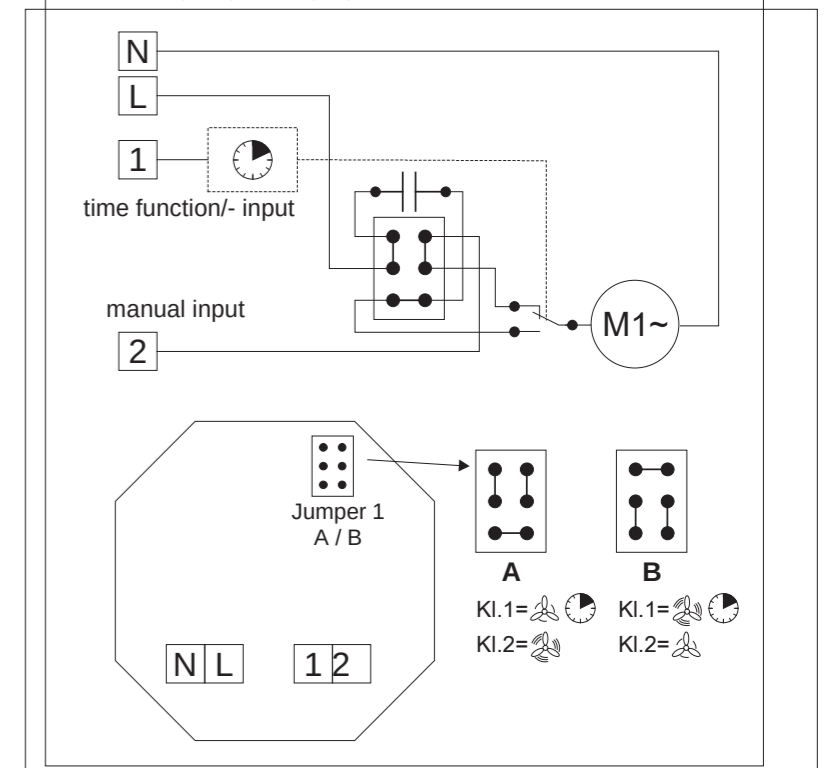 N
L
1
time function/- input
manual input
2
M1~
Jumper 1
A / B
A
B
Kl.1=
Kl.1=
Kl.2=
Kl.2=
N L
1 2